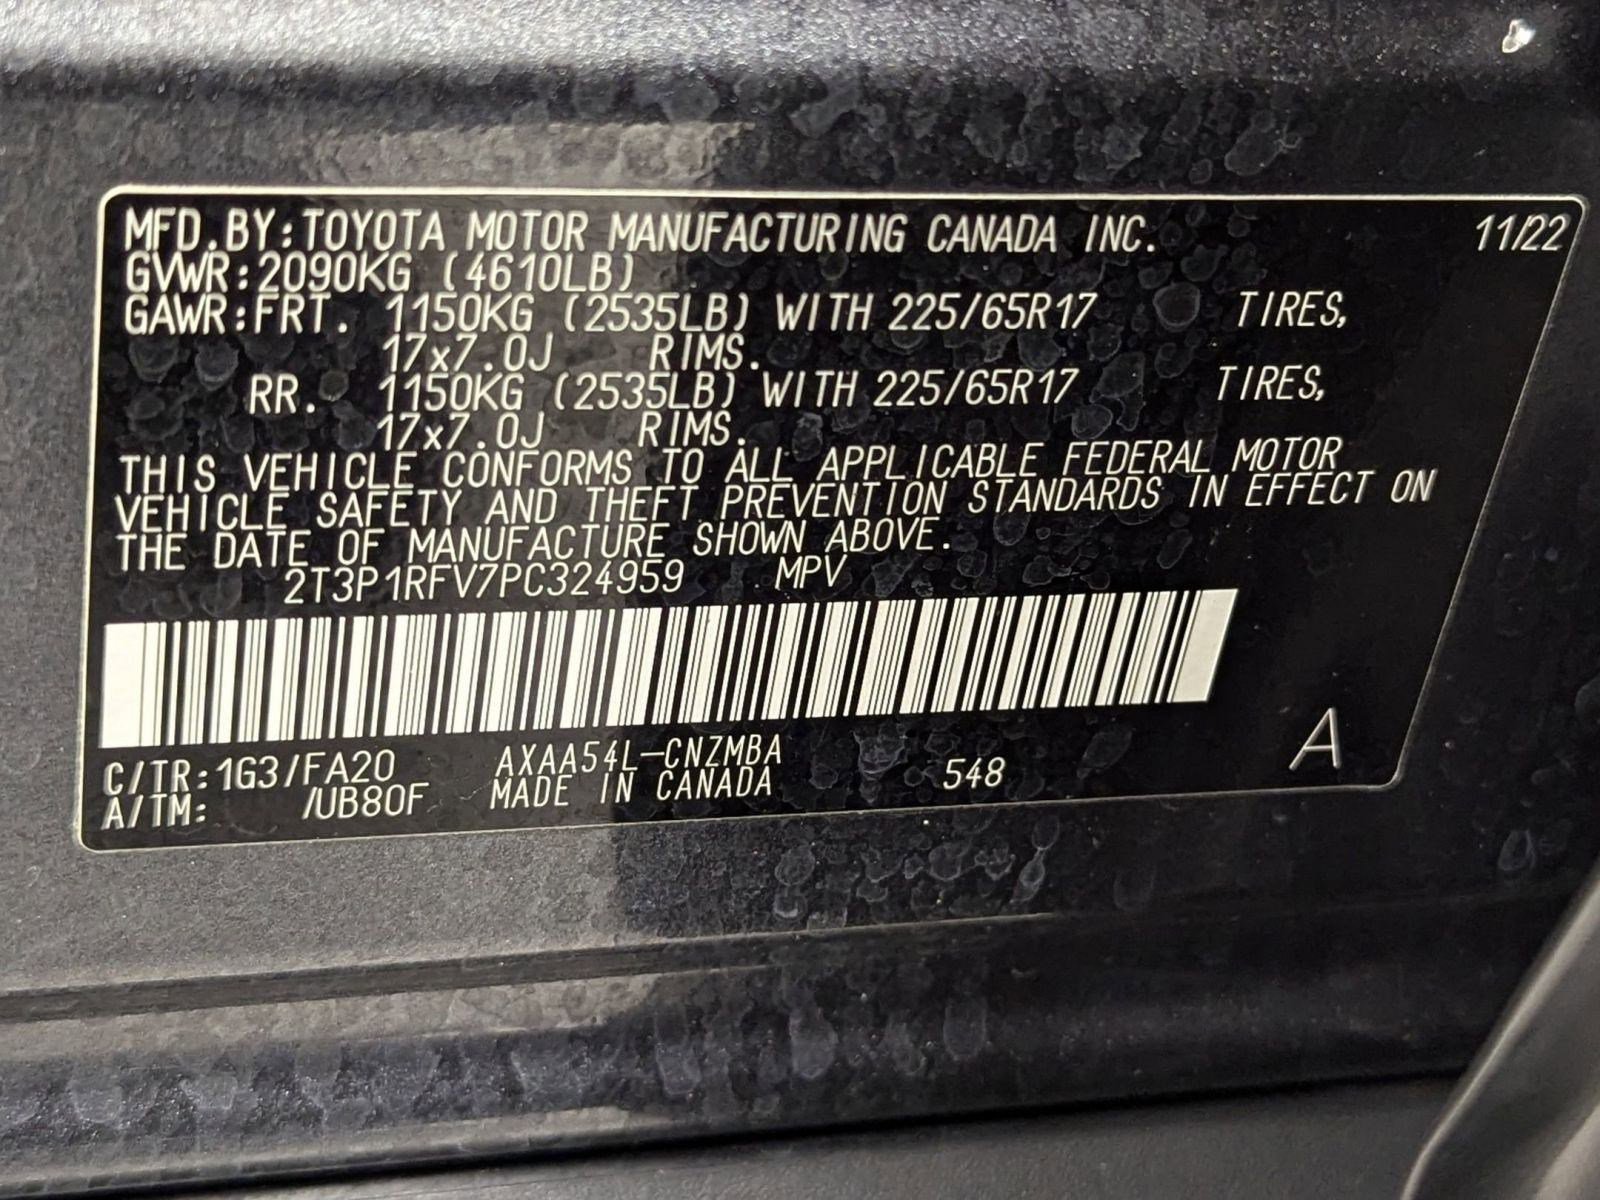 MFD.BY:TOYOTA MOTOR MANUFACTURING CANADA INC. 11/22
GVWR:2090KG (4610LB)
GAWR:FRT. 1150KG (2535LB) WITH 225/65R17 TIRES,
17x7.0J RIMS.
RR. 1150KG (2535LB) WITH 225/65R17 TIRES,
17x7.0J RIMS.
THIS VEHICLE CONFORMS TO ALL APPLICABLE FEDERAL MOTOR
VEHICLE SAFETY AND THEFT PREVENTION STANDARDS IN EFFECT ON
THE DATE OF MANUFACTURE SHOWN ABOVE.
2T3P1RFV7PC324959 MPV
C/TR:1G3/FA20 AXAA54L-CNZMBA
A/TM: /UB80F MADE IN CANADA 548 A